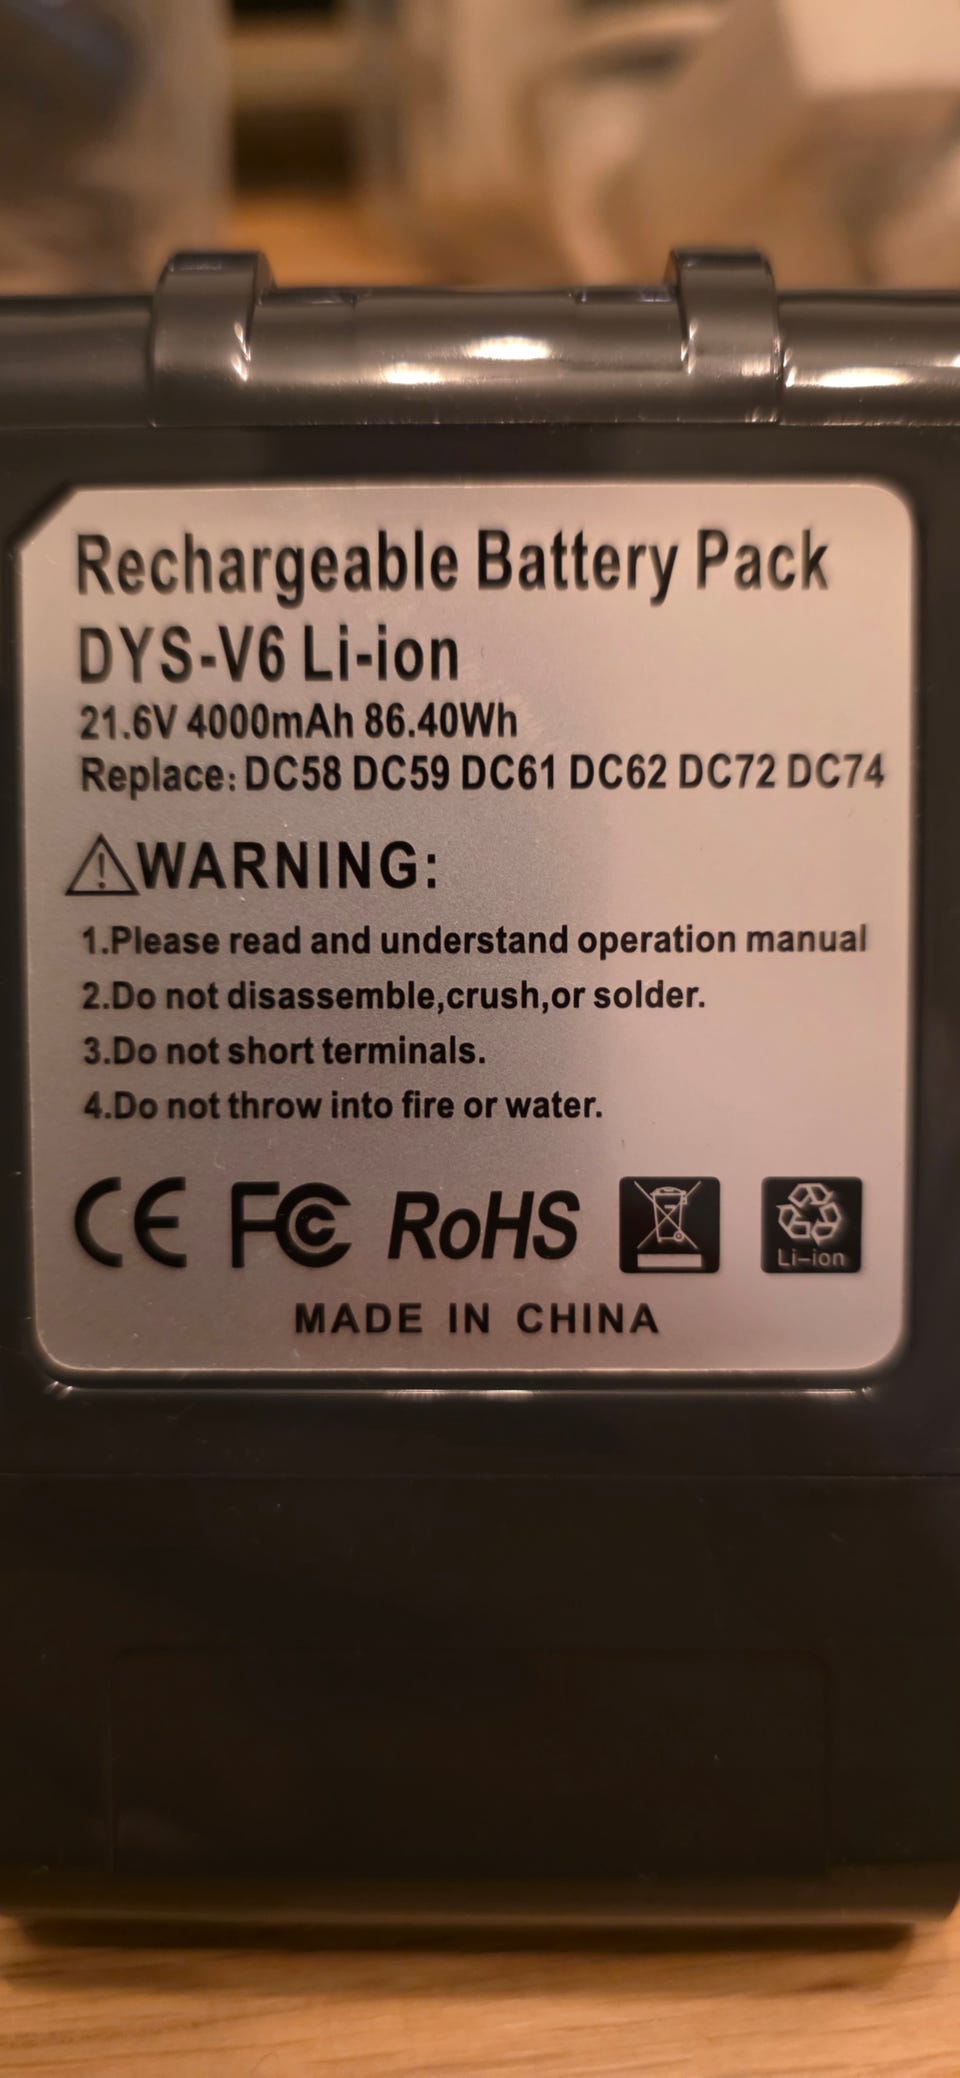 Rechargeable Battery Pack
DYS-V6 Li-ion
21.6V 4000mAh 86.40Wh
Replace: DC58 DC59 DC61 DC62 DC72 DC74
WARNING:
1.Please read and understand operation manual
2.Do not disassemble,crush,or solder.
3.Do not short terminals.
4.Do not throw into fire or water.
CE FC RoHS
Li-ion
MADE IN CHINA